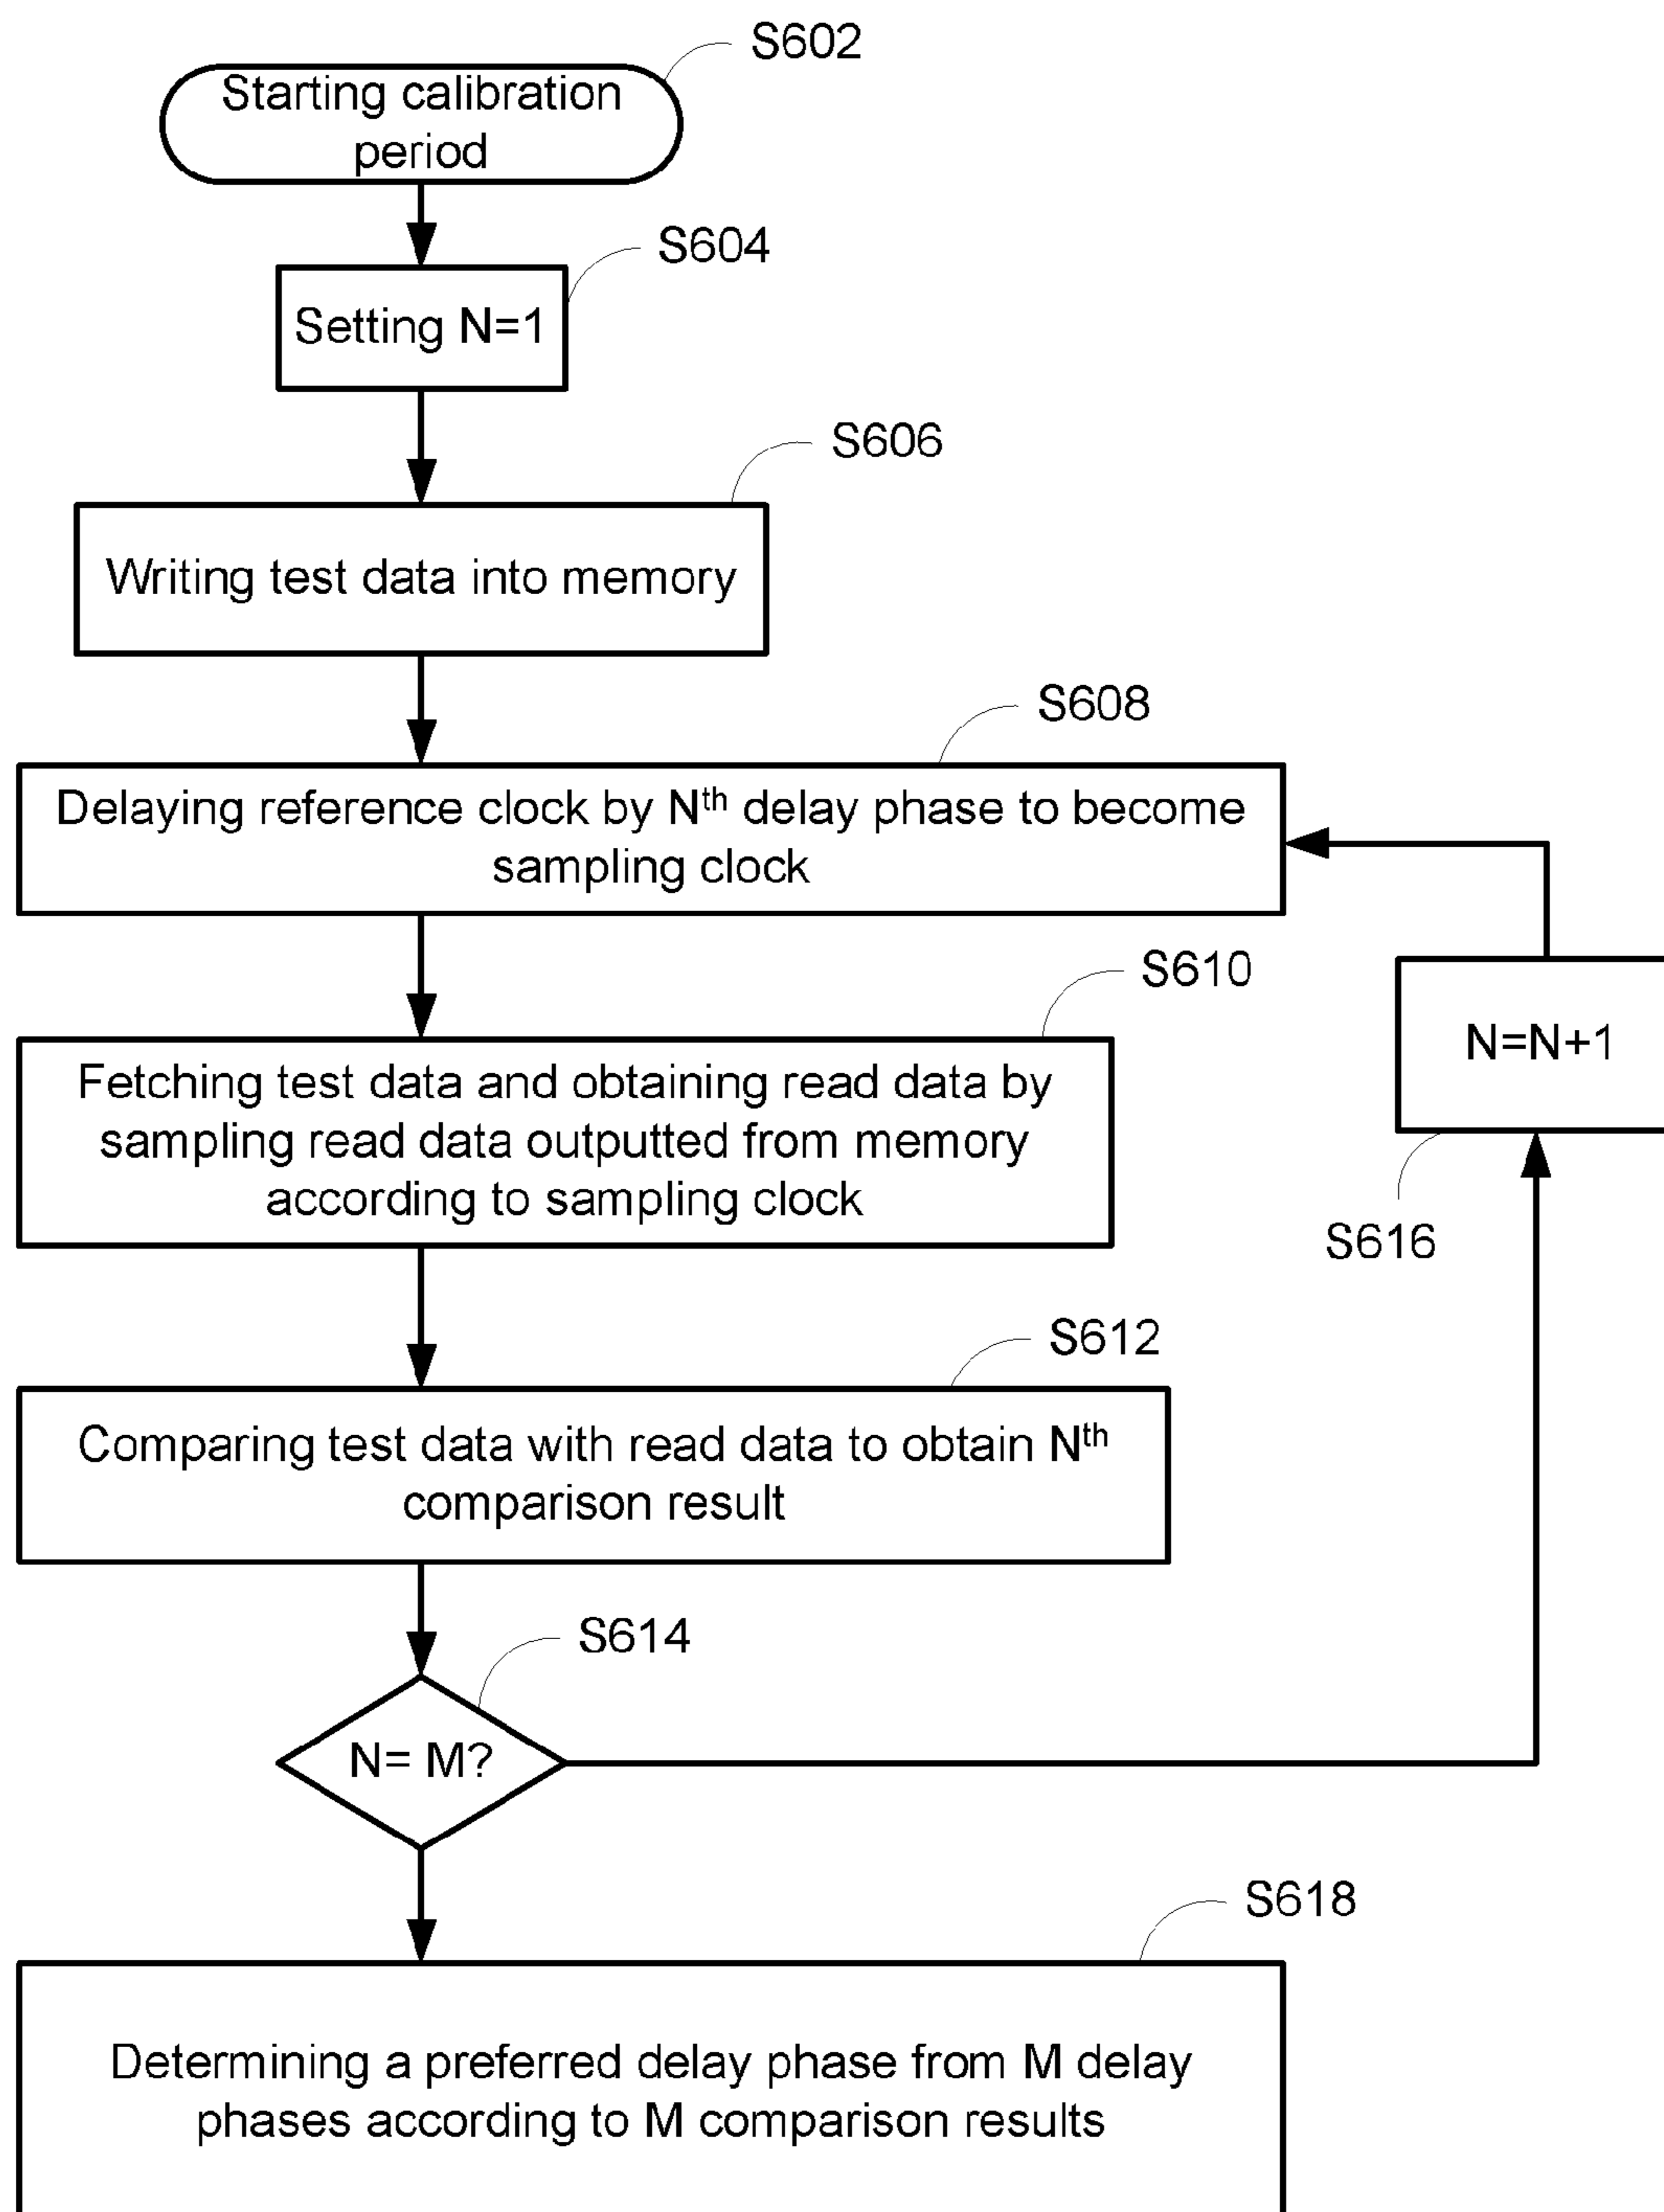 S602
Starting calibration
period
S604
Setting N=1
S606
Writing test data into memory
S608
Delaying reference clock by Nth delay phase to become
sampling clock
S610
Fetching test data and obtaining read data by
sampling read data outputted from memory
according to sampling clock
N=N+1
S616
S612
Comparing test data with read data to obtain Nth
comparison result
S614
N= M?
S618
Determining a preferred delay phase from M delay
phases according to M comparison results